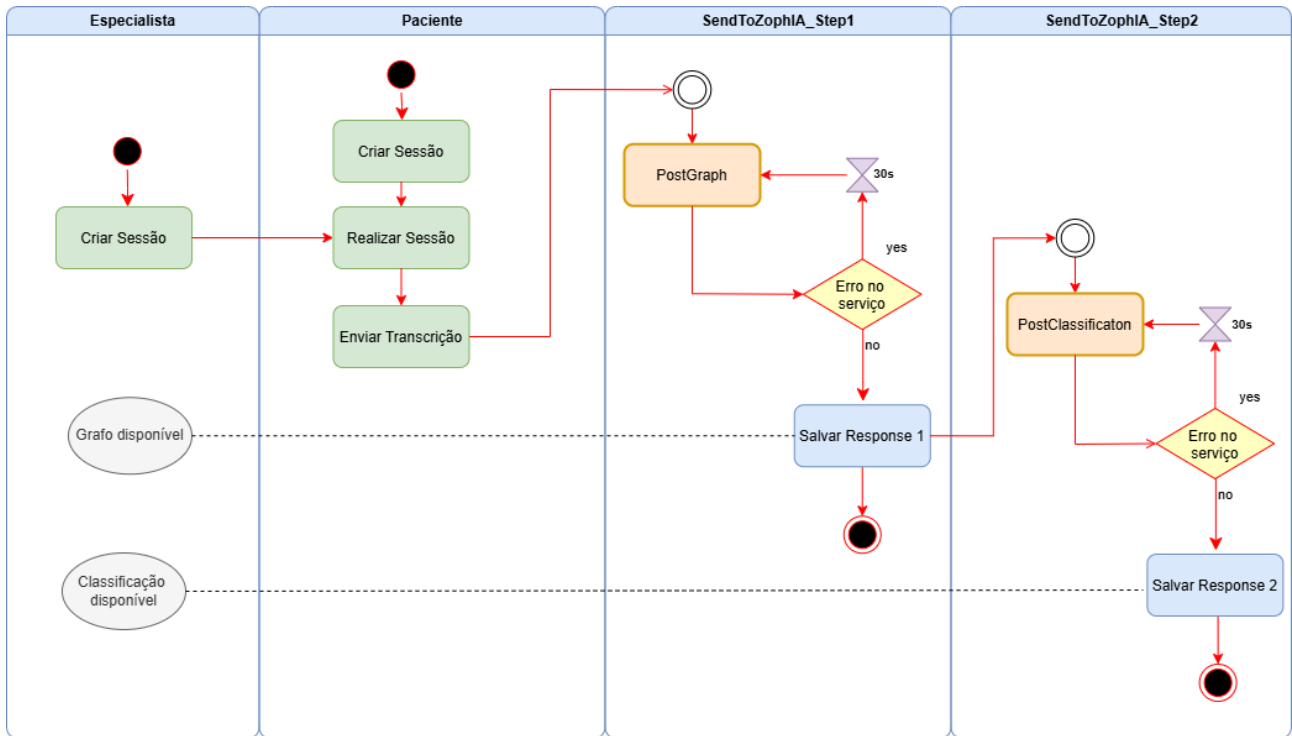 Especialista
Paciente
SendToZophIA_Step1
SendToZophIA_Step2
Criar Sessão
Criar Sessão
Realizar Sessão
Enviar Transcrição
PostGraph
30s
yes
Erro no
serviço
no
Salvar Response 1
PostClassificaton
30s
yes
Erro no
serviço
no
Salvar Response 2
Grafo disponível
Classificação
disponível